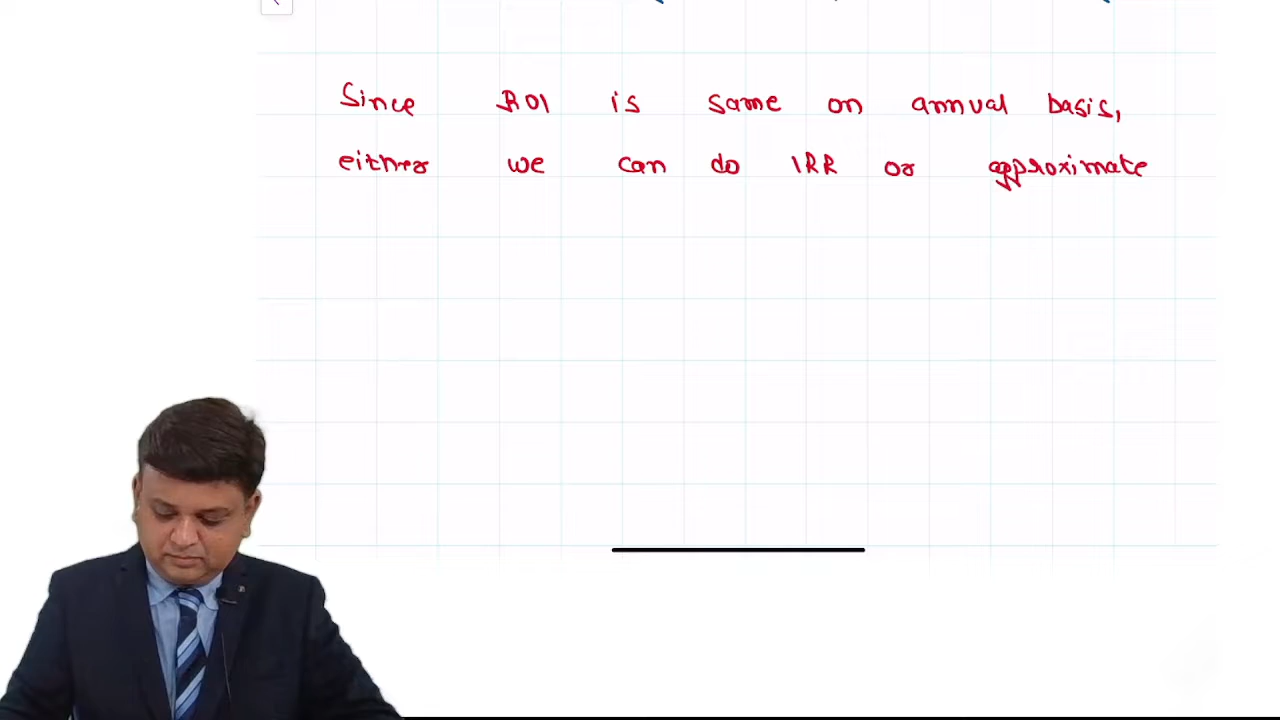 Since ROI is same on annual basis,
either we can do IRR or approximate